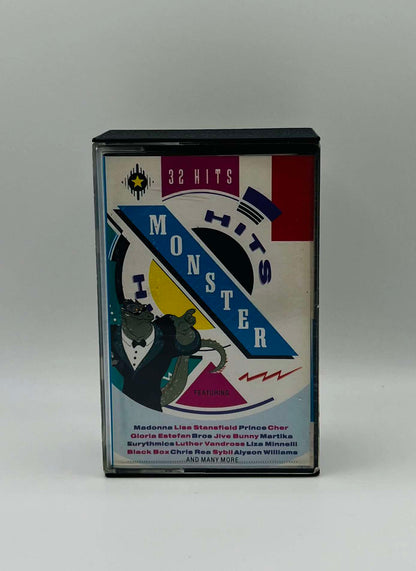 32 HITS
HITS
MONSTER
FEATURING
Madonna Lisa Stansfield Prince Cher
Gloria Estefan Bros Jive Bunny Martika
Eurythmics Luther Vandross Liza Minnelli
Black Box Chris Rea Sybil Alyson Williams
...AND MANY MORE...